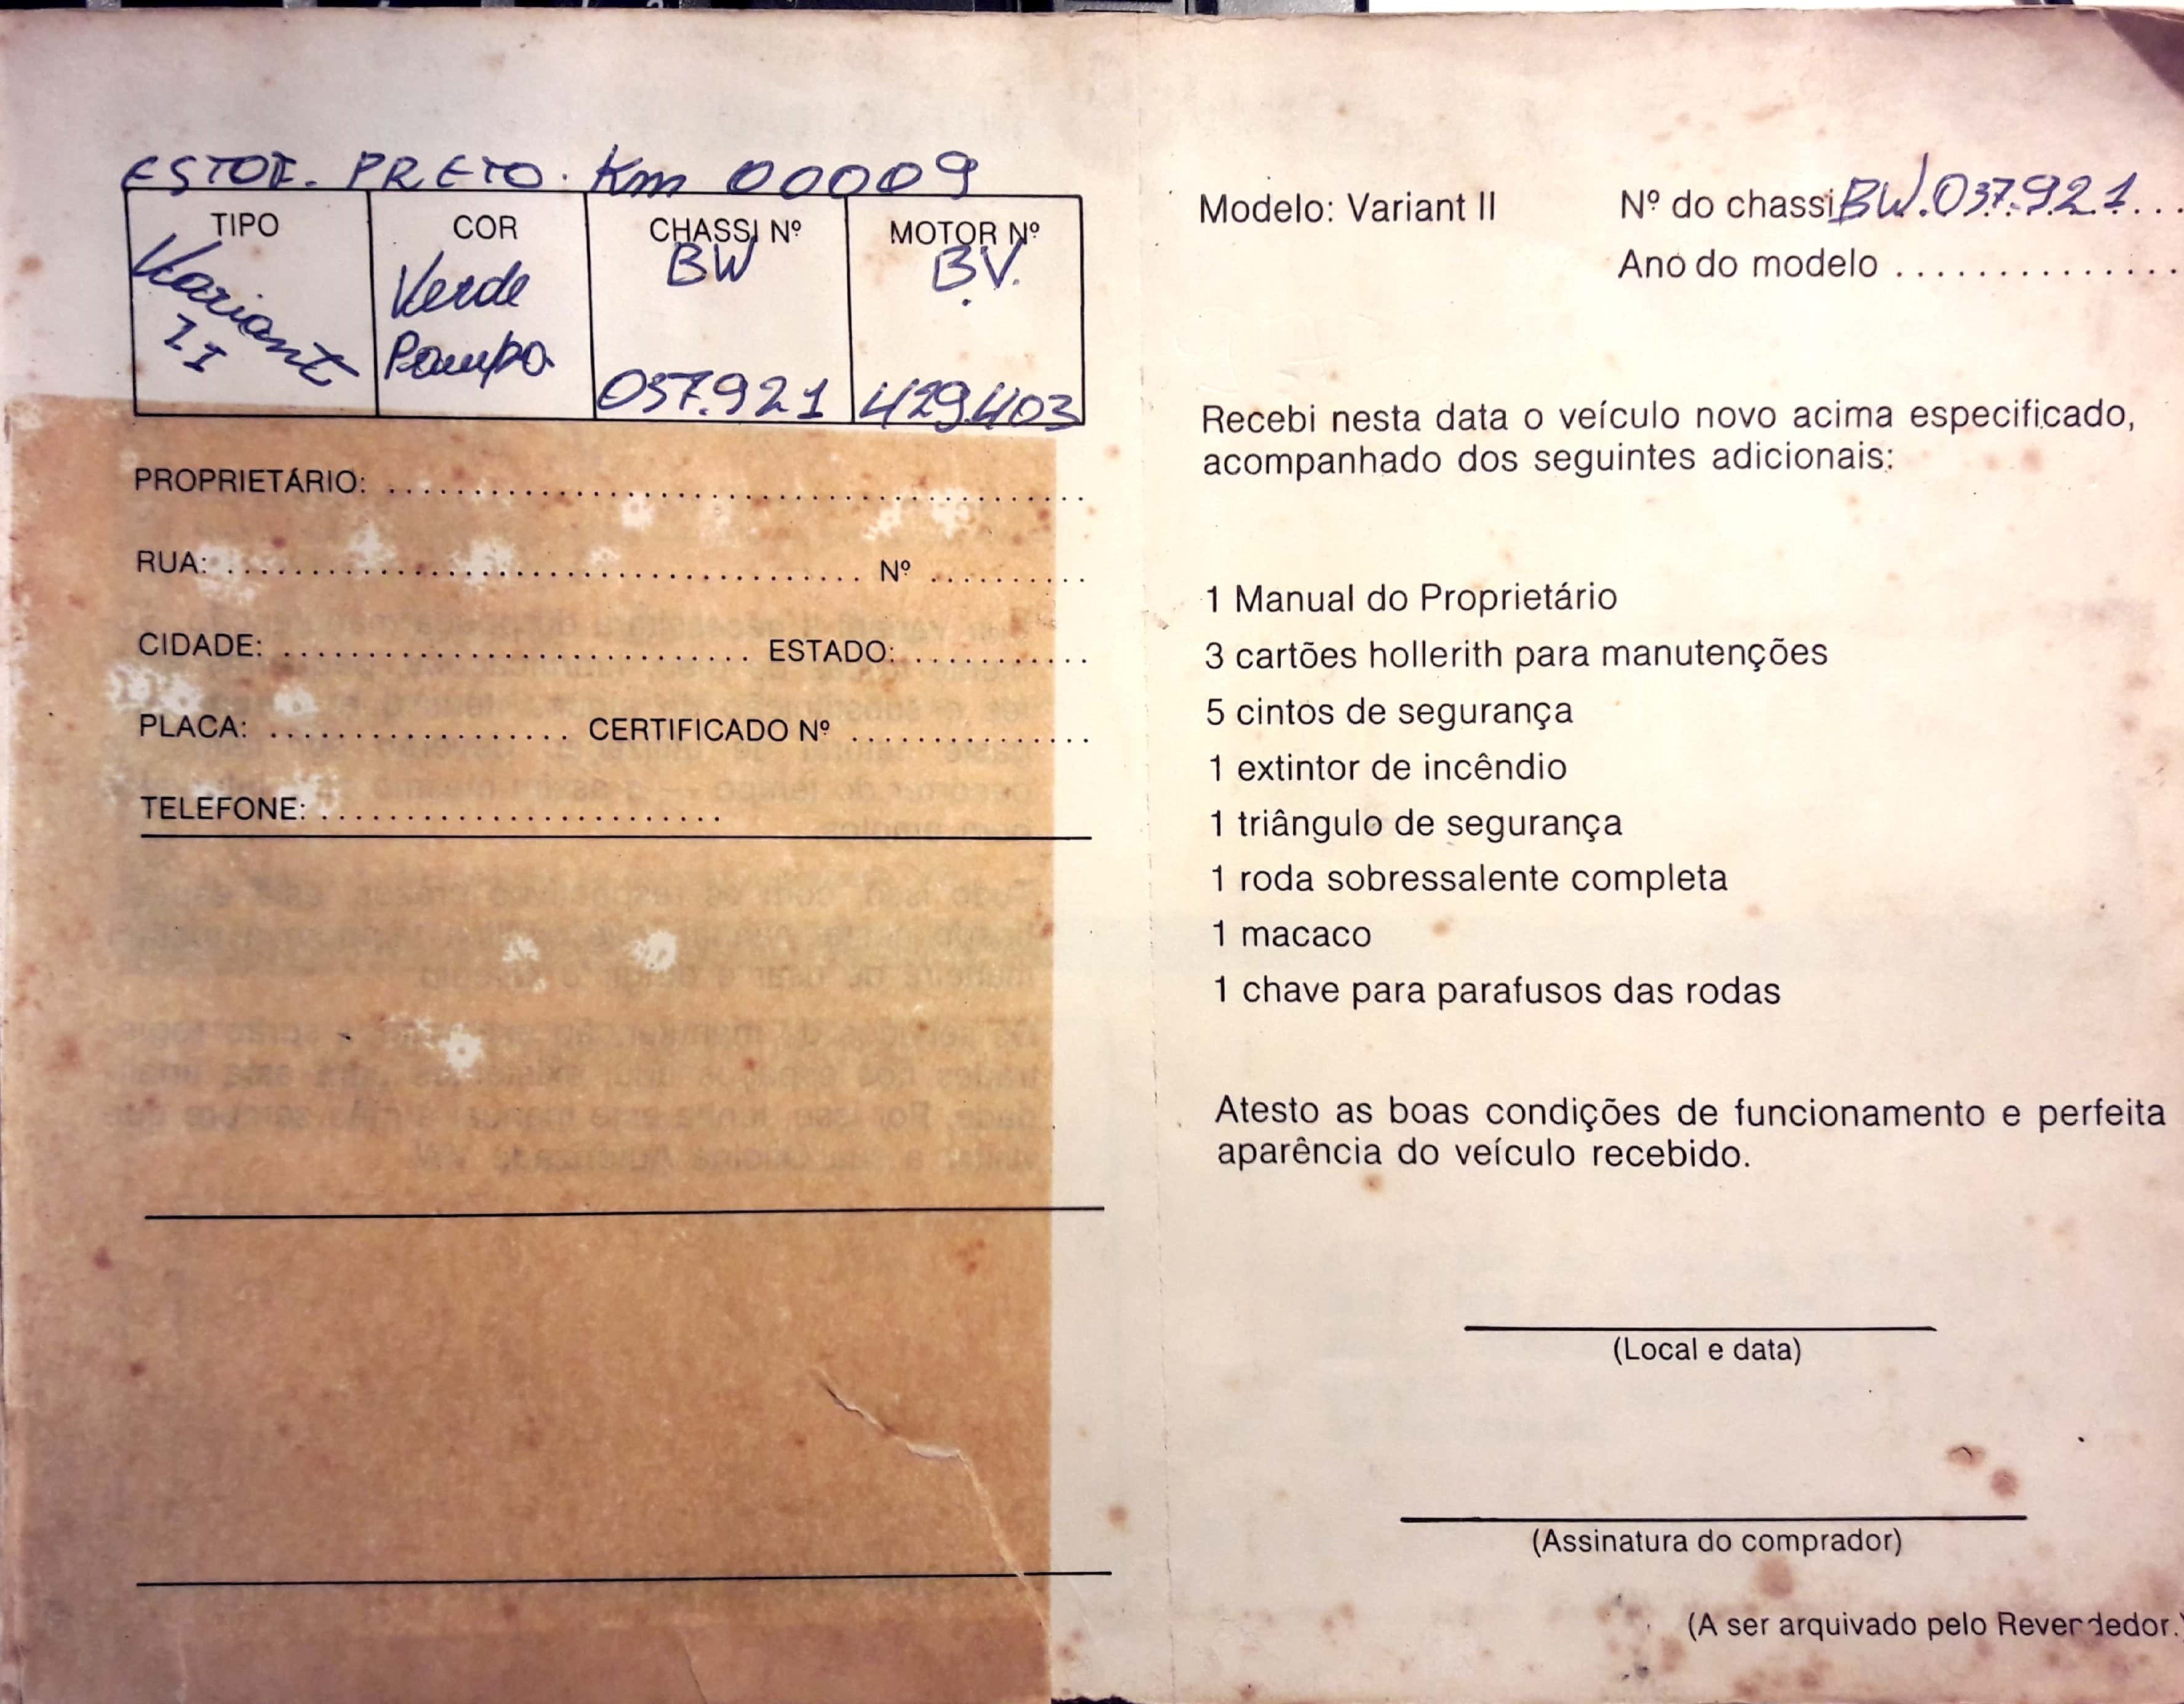 ESTOF. PRETO. Km 00009
TIPO COR CHASSI Nº MOTOR Nº
Variant II
Verde Pampa
BW 037.921
BV. 429.403
PROPRIETÁRIO: ........................................
RUA: ........................................ Nº ...........
CIDADE: ............................ ESTADO: ...........
PLACA: .................. CERTIFICADO Nº ...............
TELEFONE: ........................
Modelo: Variant II Nº do chassi BW.037.921...
Ano do modelo ..............
Recebi nesta data o veículo novo acima especificado,
acompanhado dos seguintes adicionais:
1 Manual do Proprietário
3 cartões hollerith para manutenções
5 cintos de segurança
1 extintor de incêndio
1 triângulo de segurança
1 roda sobressalente completa
1 macaco
1 chave para parafusos das rodas
Atesto as boas condições de funcionamento e perfeita
aparência do veículo recebido.
(Local e data)
(Assinatura do comprador)
(A ser arquivado pelo Revendedor.)